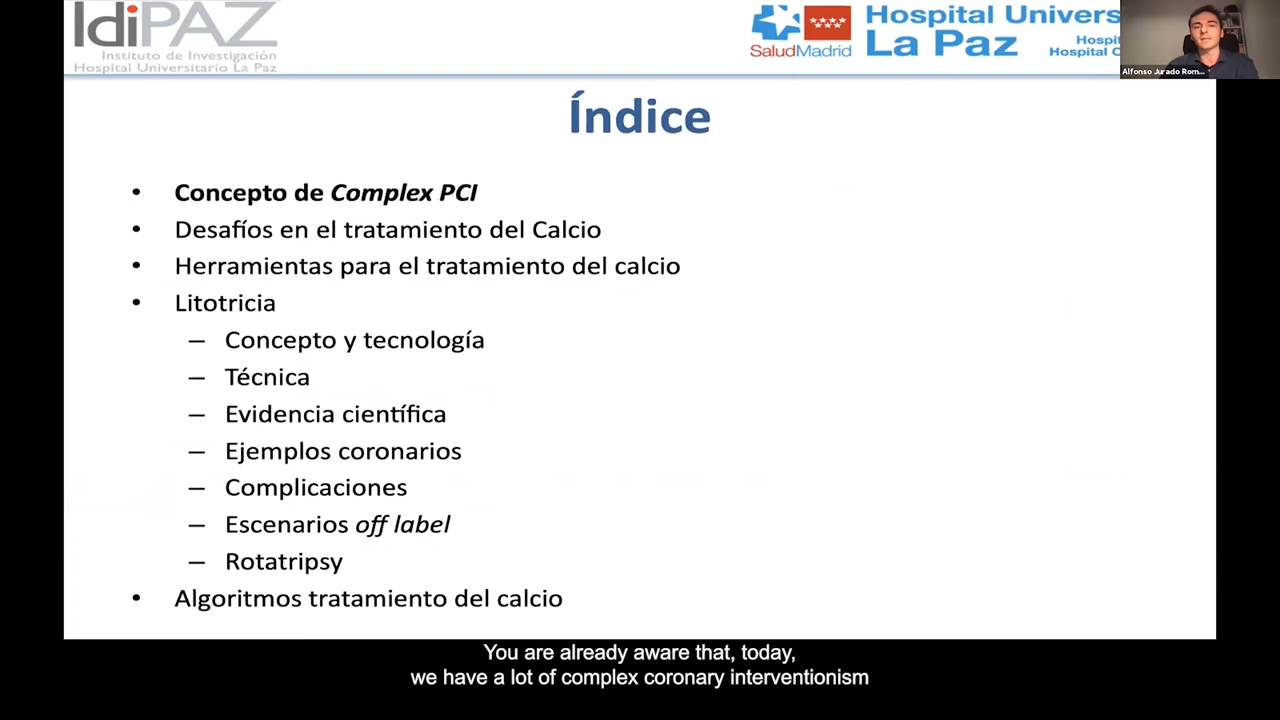 IdiPAZ
Instituto de Investigación
Hospital Universitario La Paz
SaludMadrid
Hospital Univers
La Paz
Hospit
Hospital C
Alfonso Jurado Rom...
Índice
• Concepto de Complex PCI
• Desafíos en el tratamiento del Calcio
• Herramientas para el tratamiento del calcio
• Litotricia
– Concepto y tecnología
– Técnica
– Evidencia científica
– Ejemplos coronarios
– Complicaciones
– Escenarios off label
– Rotatripsy
• Algoritmos tratamiento del calcio
You are already aware that, today,
we have a lot of complex coronary interventionism